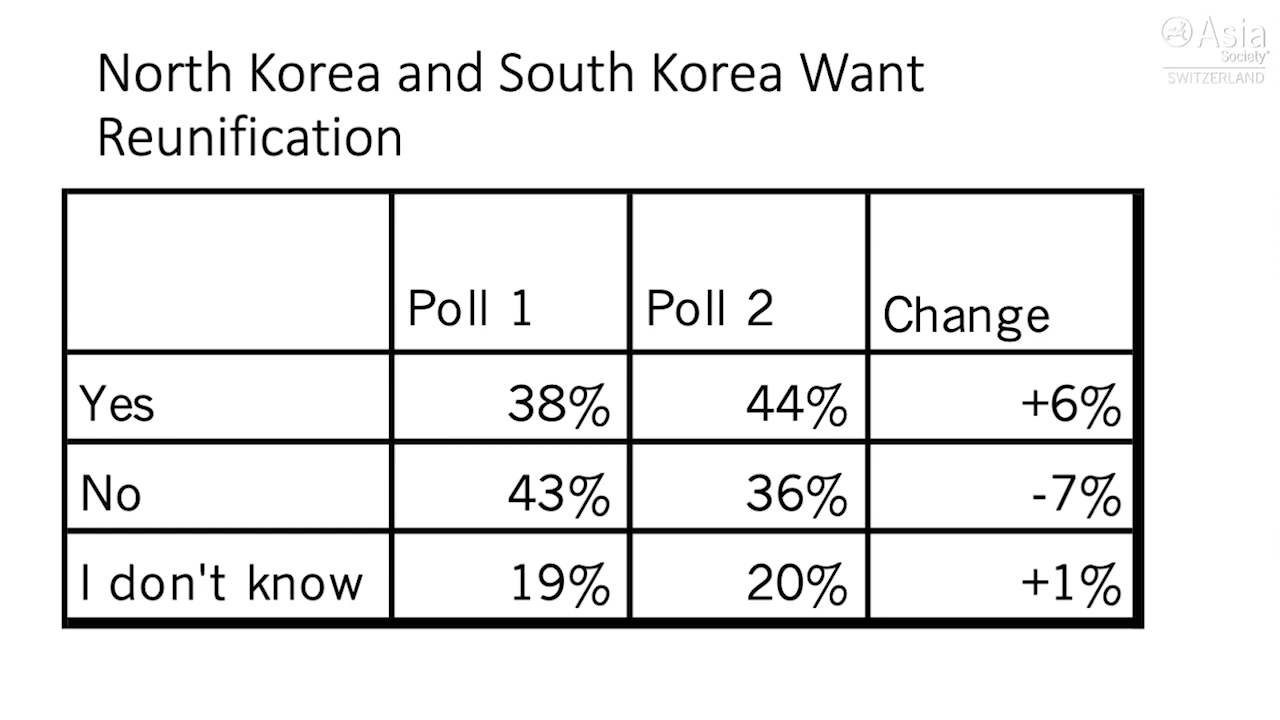 Asia
Society
SWITZERLAND
North Korea and South Korea Want
Reunification
Poll 1 Poll 2 Change
Yes 38% 44% +6%
No 43% 36% -7%
I don't know 19% 20% +1%